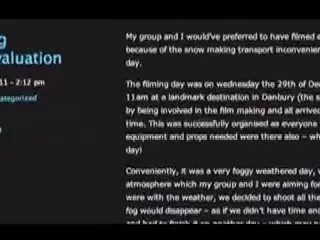 g
valuation
11 - 2:12 pm
ategorized
My group and I would've preferred to have filmed e
because of the snow making transport inconvenien
day.
The filming day was on wednesday the 29th of Dec
11am at a landmark destination in Danbury (the s
by being involved in the film making and all arrived
time. This was successfully organised as everyone
equipment and props needed were there also – wh
day!
Conveniently, it was a very foggy weathered day, v
atmosphere which my group and I were aiming for
were with the weather, we decided to shoot all the
fog would disappear – as if we didn't have time and